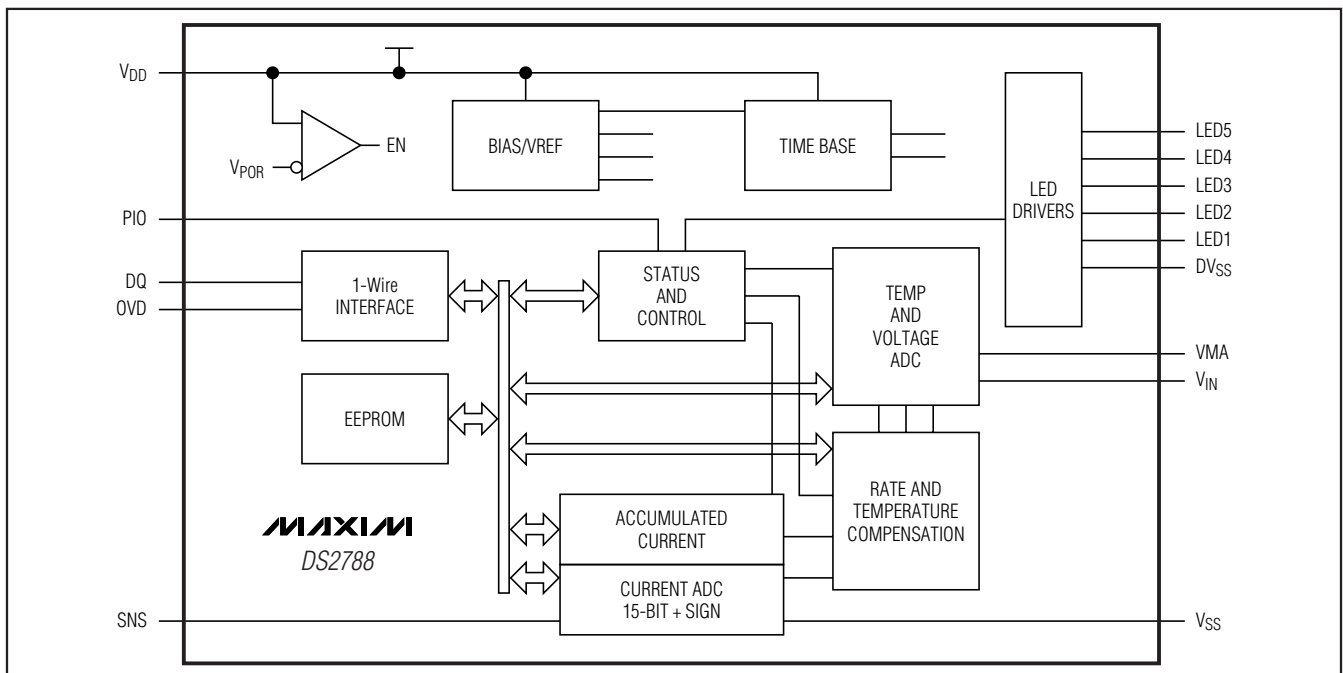 VDD
VPOR
EN
BIAS/VREF
TIME BASE
LED
DRIVERS
LED5
LED4
LED3
LED2
LED1
DVSS
PIO
DQ
OVD
1-Wire
INTERFACE
STATUS
AND
CONTROL
TEMP
AND
VOLTAGE
ADC
VMA
VIN
EEPROM
RATE AND
TEMPERATURE
COMPENSATION
ACCUMULATED
CURRENT
MAXIM
DS2788
CURRENT ADC
15-BIT + SIGN
SNS
VSS